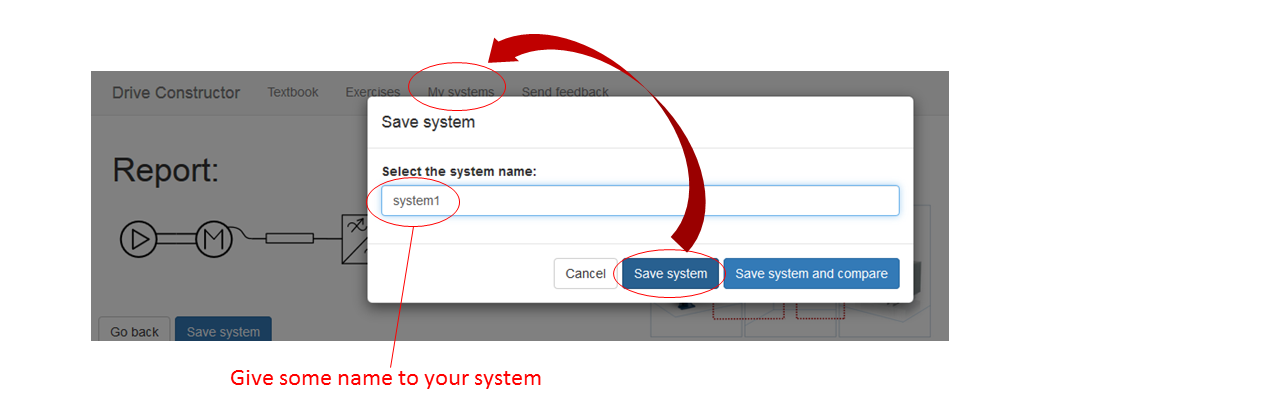 Drive Constructor Textbook Exercises My systems Send feedback
Save system
Report:
Select the system name:
system1
M
Cancel Save system Save system and compare
Go back Save system
Give some name to your system